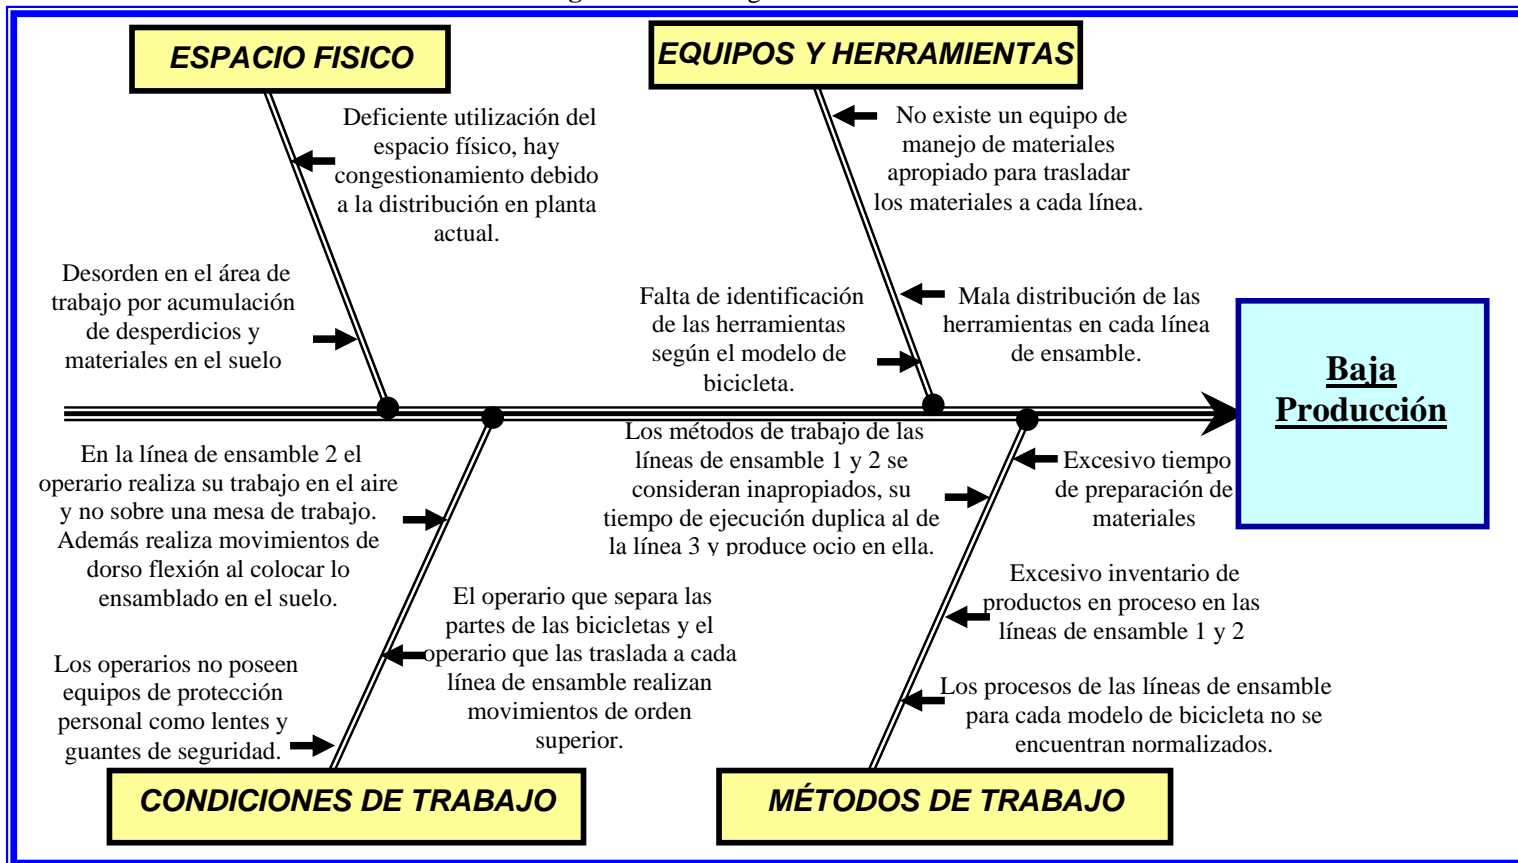 ESPACIO FISICO
EQUIPOS Y HERRAMIENTAS
Deficiente utilización del
espacio físico, hay
congestionamiento debido
a la distribución en planta
actual.
No existe un equipo de
manejo de materiales
apropiado para trasladar
los materiales a cada línea.
Desorden en el área de
trabajo por acumulación
de desperdicios y
materiales en el suelo
Falta de identificación
de las herramientas
según el modelo de
bicicleta.
Mala distribución de las
herramientas en cada línea
de ensamble.
Baja
Producción
En la línea de ensamble 2 el
operario realiza su trabajo en el aire
y no sobre una mesa de trabajo.
Además realiza movimientos de
dorso flexión al colocar lo
ensamblado en el suelo.
Los métodos de trabajo de las
líneas de ensamble 1 y 2 se
consideran inapropiados, su
tiempo de ejecución duplica al de
la línea 3 y produce ocio en ella.
Excesivo tiempo
de preparación de
materiales
El operario que separa las
partes de las bicicletas y el
operario que las traslada a cada
línea de ensamble realizan
movimientos de orden
superior.
Excesivo inventario de
productos en proceso en las
líneas de ensamble 1 y 2
Los operarios no poseen
equipos de protección
personal como lentes y
guantes de seguridad.
Los procesos de las líneas de ensamble
para cada modelo de bicicleta no se
encuentran normalizados.
CONDICIONES DE TRABAJO
MÉTODOS DE TRABAJO